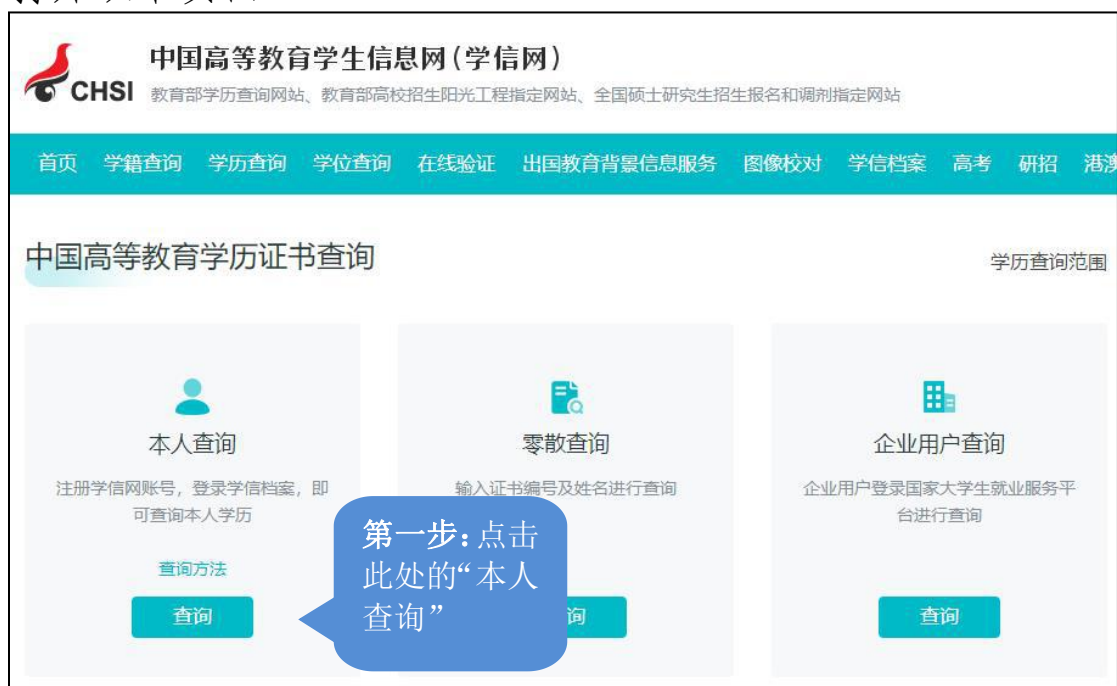 中国高等教育学生信息网(学信网)
CHSI 教育部学历查询网站、教育部高校招生阳光工程指定网站、全国硕士研究生招生报名和调剂指定网站
首页 学籍查询 学历查询 学位查询 在线验证 出国教育背景信息服务 图像校对 学信档案 高考 研招 港澳
中国高等教育学历证书查询
学历查询范围
本人查询
注册学信网账号，登录学信档案，即
可查询本人学历
查询方法
查询
零散查询
输入证书编号及姓名进行查询
询
企业用户查询
企业用户登录国家大学生就业服务平
台进行查询
查询
第一步:点击
此处的“本人
查询”